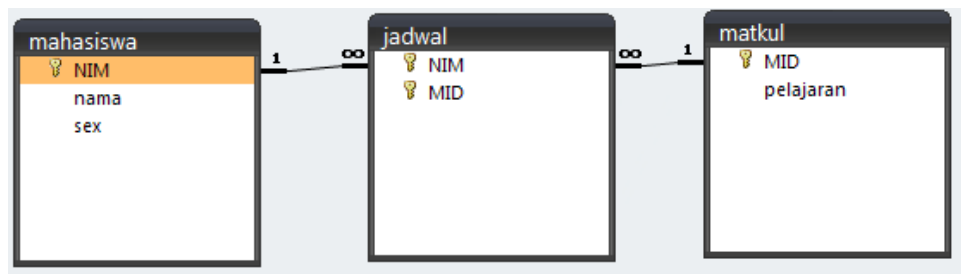 mahasiswa
NIM
nama
sex
1
∞
jadwal
NIM
MID
∞
1
matkul
MID
pelajaran